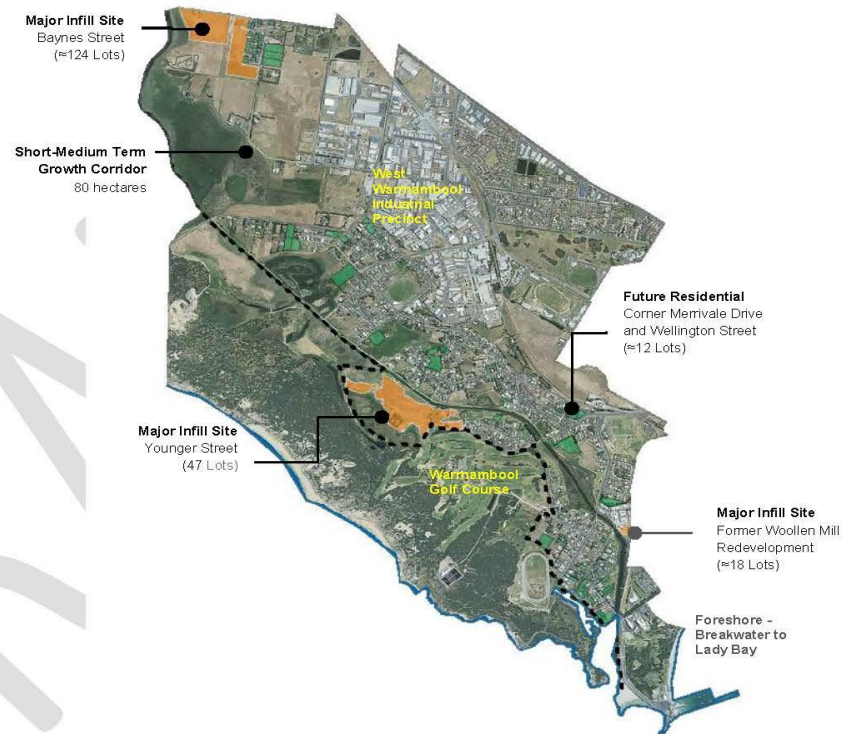 Major Infill Site
Baynes Street
(≈124 Lots)
Short-Medium Term
Growth Corridor
80 hectares
West
Warrnambool
Industrial
Precinct
Future Residential
Corner Merrivale Drive
and Wellington Street
(≈12 Lots)
Major Infill Site
Younger Street
(47 Lots)
Warrnambool
Golf Course
Major Infill Site
Former Woollen Mill
Redevelopment
(≈18 Lots)
Foreshore -
Breakwater to
Lady Bay